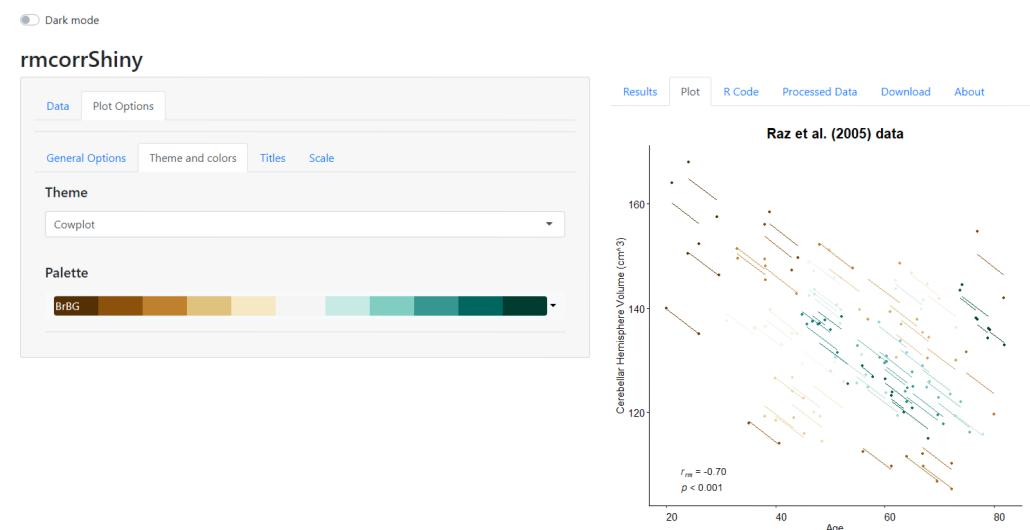 Dark mode
rmcorrShiny
Data Plot Options
General Options Theme and colors Titles Scale
Theme
Cowplot
Palette
BrBG
Results Plot R Code Processed Data Download About
Raz et al. (2005) data
Cerebellar Hemisphere Volume (cm^3)
160
140
120
r_rm = -0.70
p < 0.001
20 40 60 80
Age